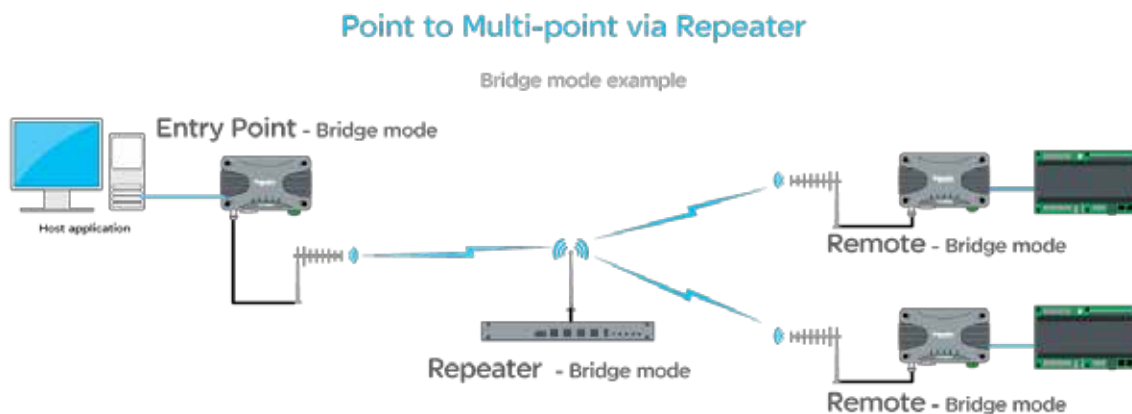 Point to Multi-point via Repeater
Bridge mode example
Entry Point - Bridge mode
Host application
Remote - Bridge mode
Repeater - Bridge mode
Remote - Bridge mode